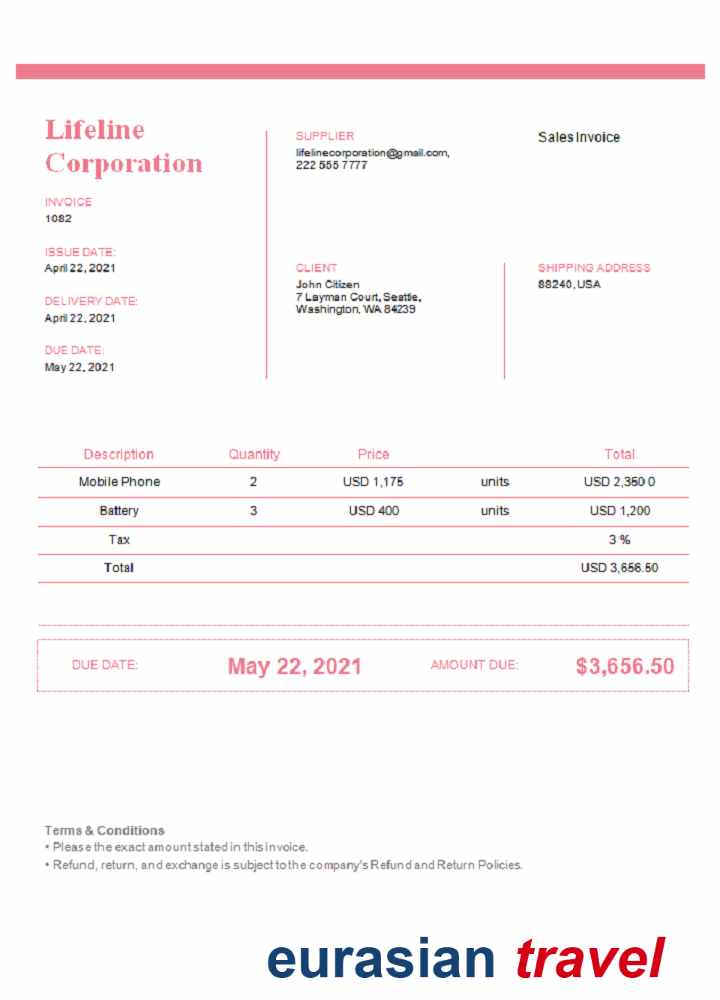 Lifeline
Corporation
INVOICE
1082
ISSUE DATE:
April 22, 2021
DELIVERY DATE:
April 22, 2021
DUE DATE:
May 22, 2021
SUPPLIER
lifelinecorporation@gmail.com,
222 555 7777
Sales Invoice
CLIENT
John Citizen
7 Layman Court, Seattle,
Washington, WA 84239
SHIPPING ADDRESS
88240, USA
Description Quantity Price Total
Mobile Phone 2 USD 1,175 units USD 2,350 0
Battery 3 USD 400 units USD 1,200
Tax 3 %
Total USD 3,656.50
DUE DATE: May 22, 2021 AMOUNT DUE: $3,656.50
Terms & Conditions
• Please the exact amount stated in this invoice.
• Refund, return, and exchange is subject to the company's Refund and Return Policies.
eurasian travel